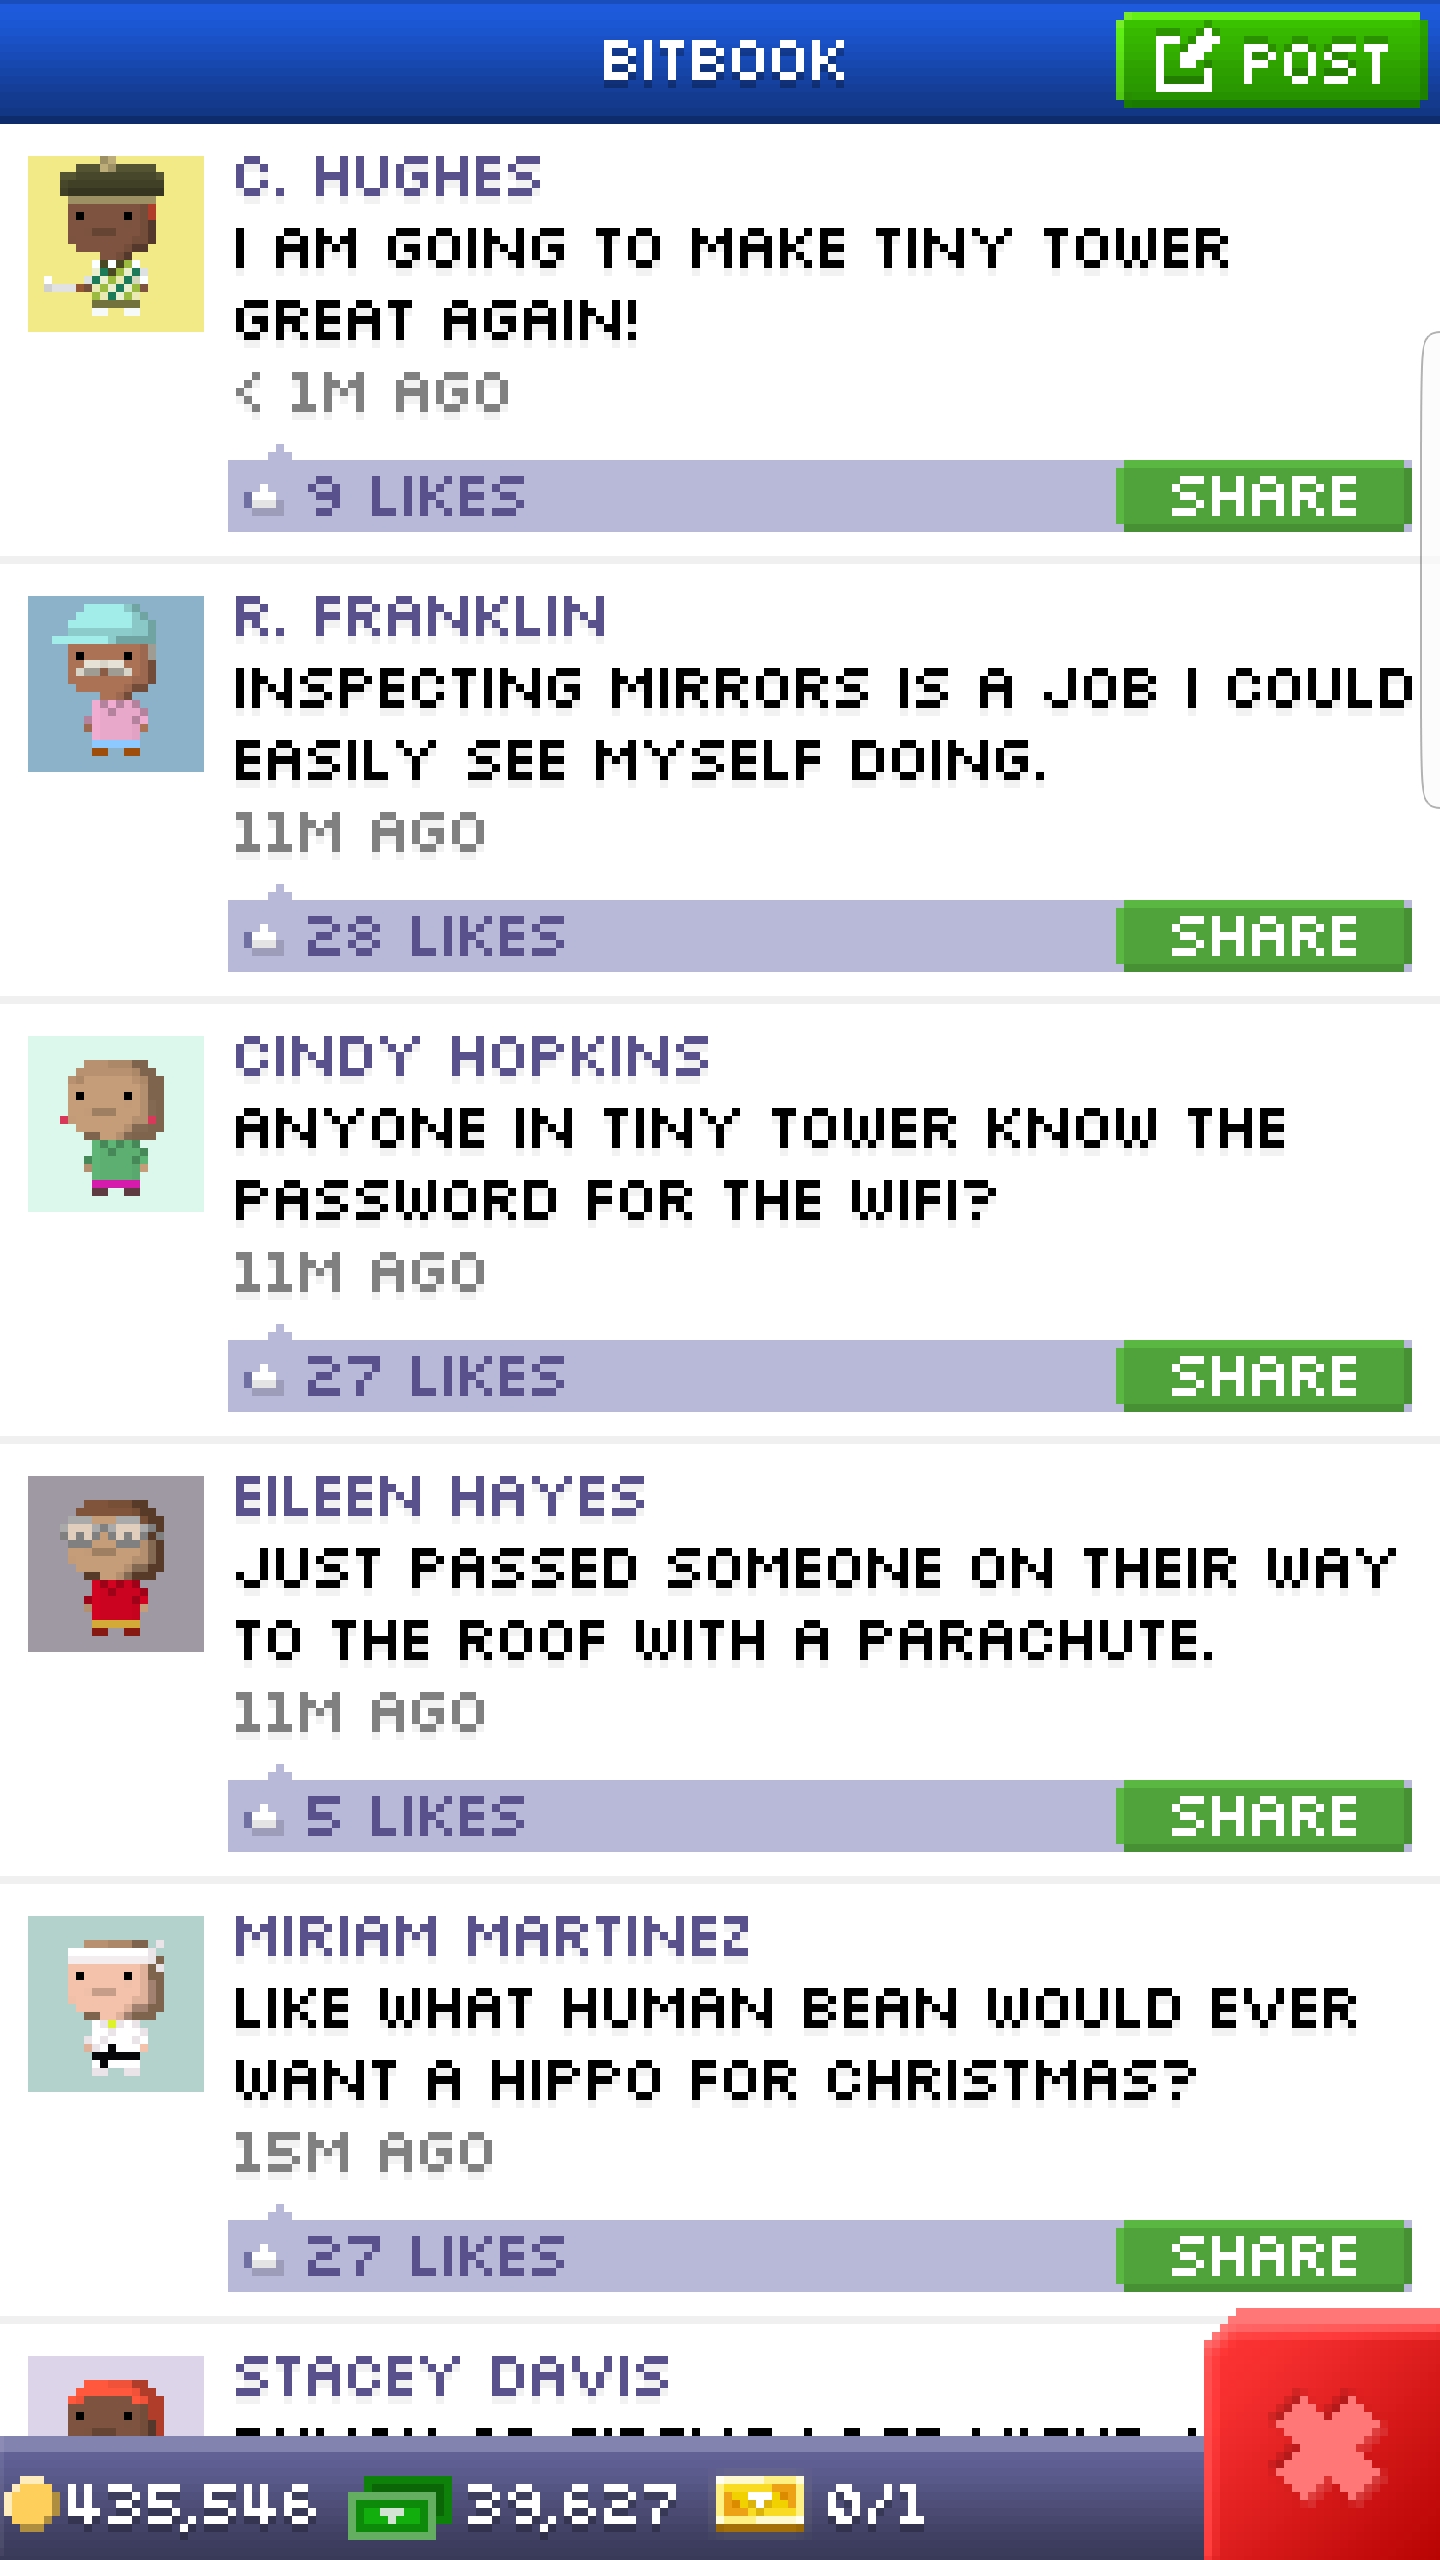 BITBOOK
POST
C. HUGHES
I AM GOING TO MAKE TINY TOWER
GREAT AGAIN!
< 1M AGO
9 LIKES
SHARE
R. FRANKLIN
INSPECTING MIRRORS IS A JOB I COULD
EASILY SEE MYSELF DOING.
11M AGO
28 LIKES
SHARE
CINDY HOPKINS
ANYONE IN TINY TOWER KNOW THE
PASSWORD FOR THE WIFI?
11M AGO
27 LIKES
SHARE
EILEEN HAYES
JUST PASSED SOMEONE ON THEIR WAY
TO THE ROOF WITH A PARACHUTE.
11M AGO
5 LIKES
SHARE
MIRIAM MARTINEZ
LIKE WHAT HUMAN BEAN WOULD EVER
WANT A HIPPO FOR CHRISTMAS?
15M AGO
27 LIKES
SHARE
STACEY DAVIS
435,546 39,627 0/1